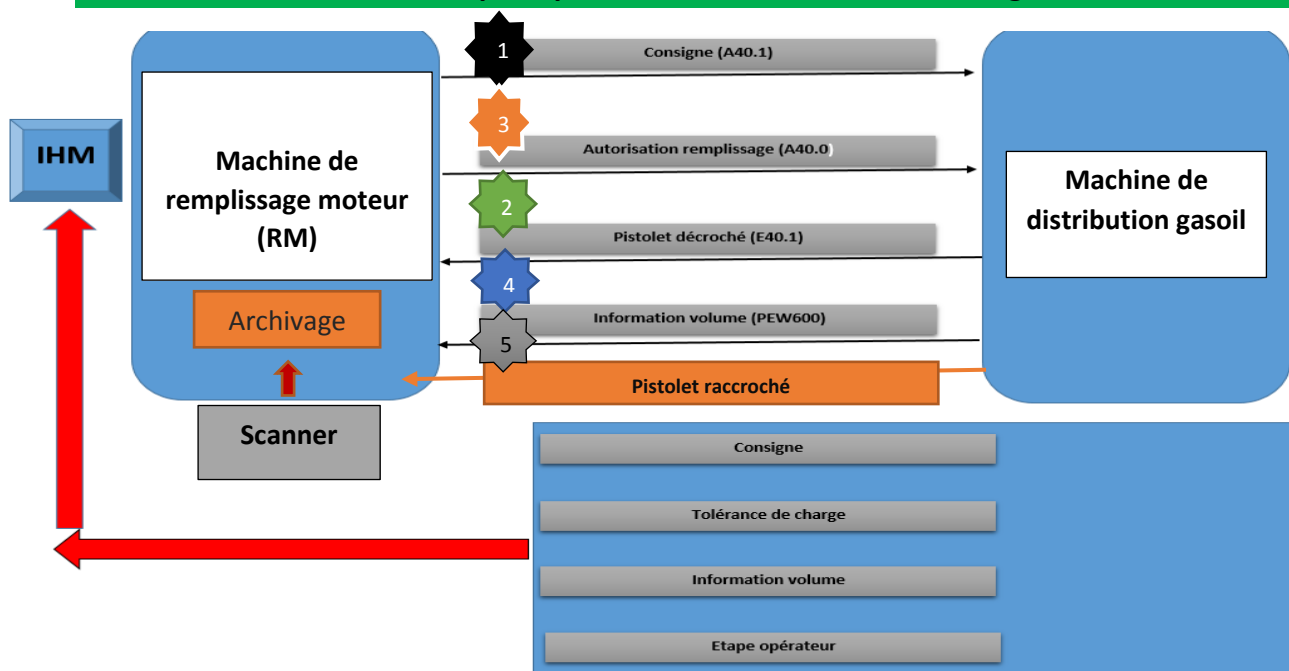 1
Consigne (A40.1)
IHM
Machine de
remplissage moteur
(RM)
3
Autorisation remplissage (A40.0)
Machine de
distribution gasoil
2
Pistolet décroché (E40.1)
4
Archivage
Information volume (PEW600)
5
Pistolet raccroché
Scanner
Consigne
Tolérance de charge
Information volume
Etape opérateur